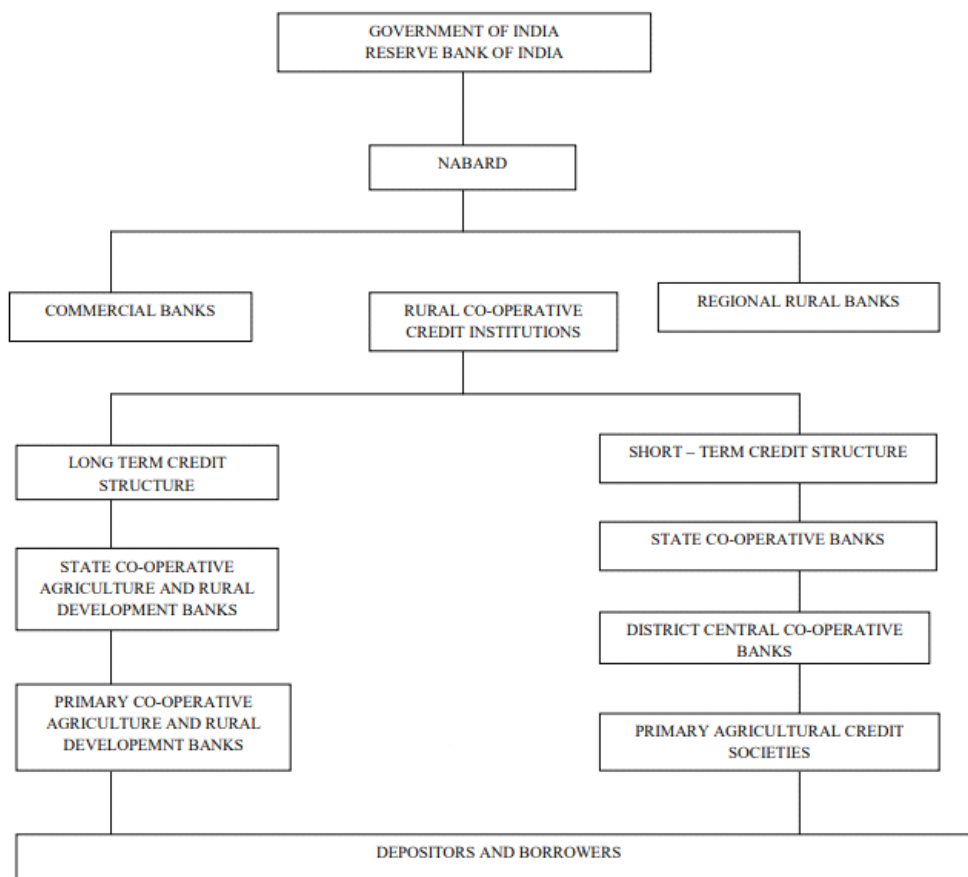 GOVERNMENT OF INDIA
RESERVE BANK OF INDIA
NABARD
COMMERCIAL BANKS
RURAL CO-OPERATIVE
CREDIT INSTITUTIONS
REGIONAL RURAL BANKS
LONG TERM CREDIT
STRUCTURE
SHORT – TERM CREDIT STRUCTURE
STATE CO-OPERATIVE
AGRICULTURE AND RURAL
DEVELOPMENT BANKS
STATE CO-OPERATIVE BANKS
DISTRICT CENTRAL CO-OPERATIVE
BANKS
PRIMARY CO-OPERATIVE
AGRICULTURE AND RURAL
DEVELOPEMNT BANKS
PRIMARY AGRICULTURAL CREDIT
SOCIETIES
DEPOSITORS AND BORROWERS